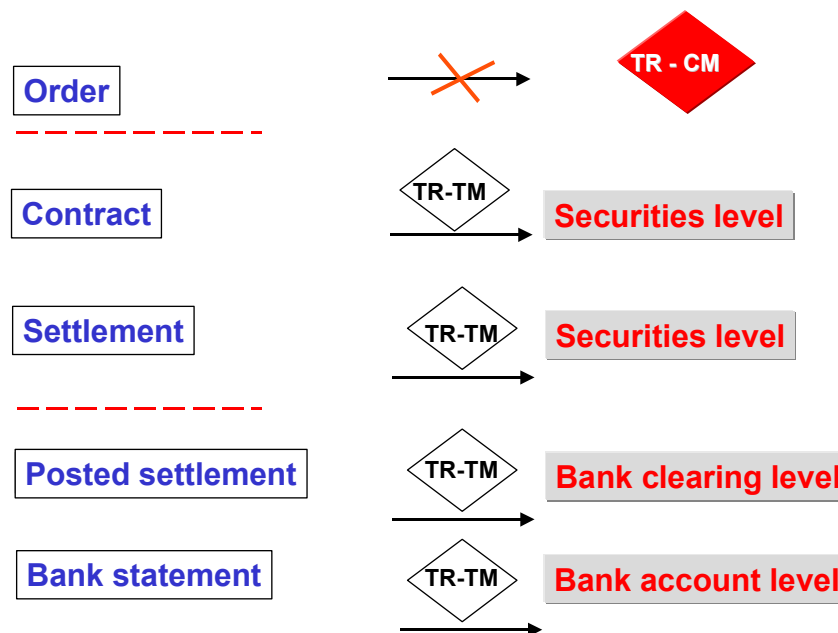 Order
TR - CM
Contract
TR-TM
Securities level
Settlement
TR-TM
Securities level
Posted settlement
TR-TM
Bank clearing level
Bank statement
TR-TM
Bank account level